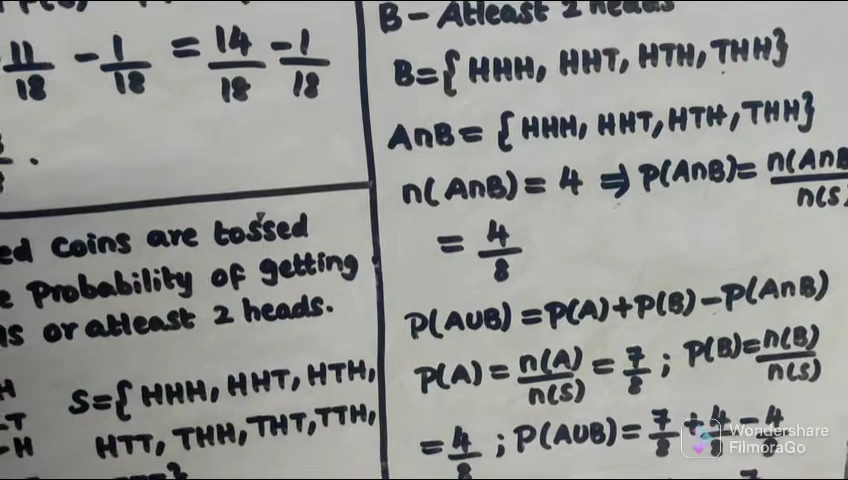 11/18 - 1/18 = 14/18 - 1/18
.
ed coins are tossed
e Probability of getting
ls or atleast 2 heads.
H
S={ HHH, HHT, HTH,
-T
HTT, THH, THT, TTH,
-H
B - Atleast 2 heads
B={ HHH, HHT, HTH, THH}
A∩B= { HHH, HHT, HTH, THH}
n(A∩B) = 4 ⇒ P(A∩B)= n(A∩B/n(S)
= 4/8
P(A∪B) = P(A)+P(B)-P(A∩B)
P(A) = n(A)/n(S) = 7/8 ; P(B)= n(B)/n(S)
= 4/8 ; P(A∪B) = 7/8 + 4/8 - 4/8
Wondershare
FilmoraGo